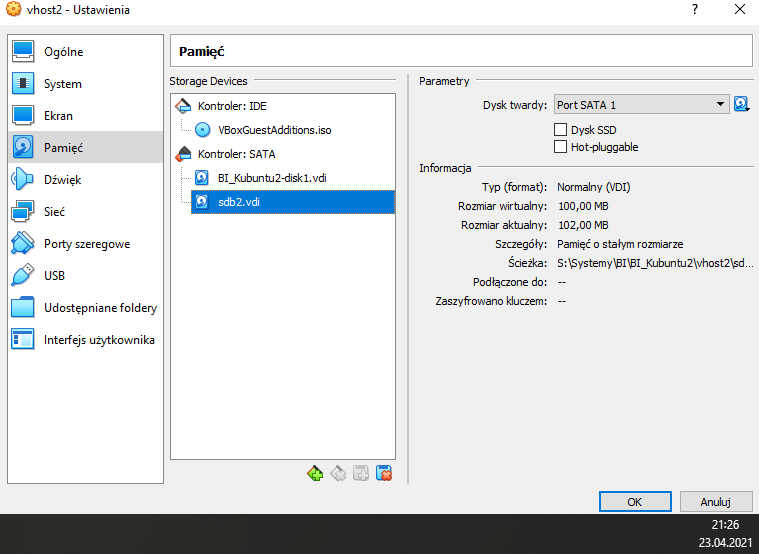 vhost2 - Ustawienia
?
Ogólne
System
Ekran
Pamięć
Dźwięk
Sieć
Porty szeregowe
USB
Udostępniane foldery
Interfejs użytkownika
Pamięć
Storage Devices
Kontroler: IDE
VBoxGuestAdditions.iso
Kontroler: SATA
BI_Kubuntu2-disk1.vdi
sdb2.vdi
Parametry
Dysk twardy: Port SATA 1
Dysk SSD
Hot-pluggable
Informacja
Typ (format): Normalny (VDI)
Rozmiar wirtualny: 100,00 MB
Rozmiar aktualny: 102,00 MB
Szczegóły: Pamięć o stałym rozmiarze
Ścieżka: S:\Systemy\BI\BI_Kubuntu2\vhost2\sd...
Podłączone do: --
Zaszyfrowano kluczem: --
OK
Anuluj
21:26
23.04.2021